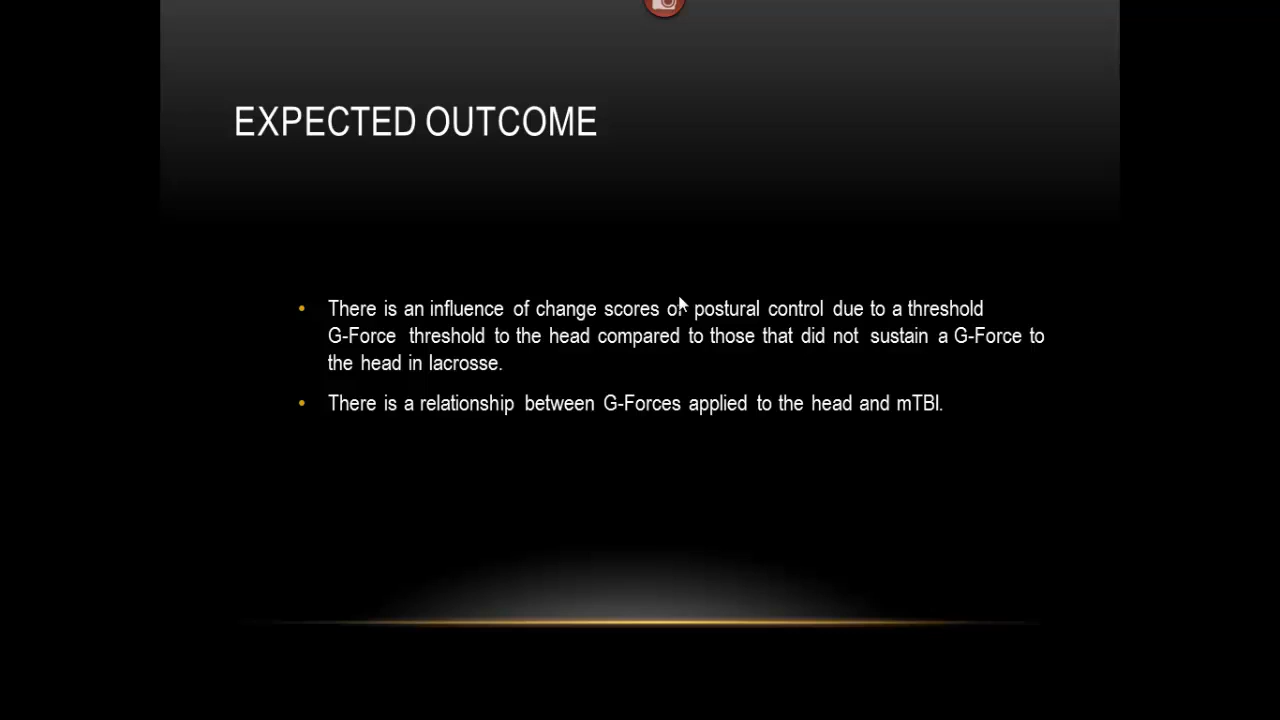 EXPECTED OUTCOME
• There is an influence of change scores of postural control due to a threshold
G-Force threshold to the head compared to those that did not sustain a G-Force to
the head in lacrosse.
• There is a relationship between G-Forces applied to the head and mTBI.